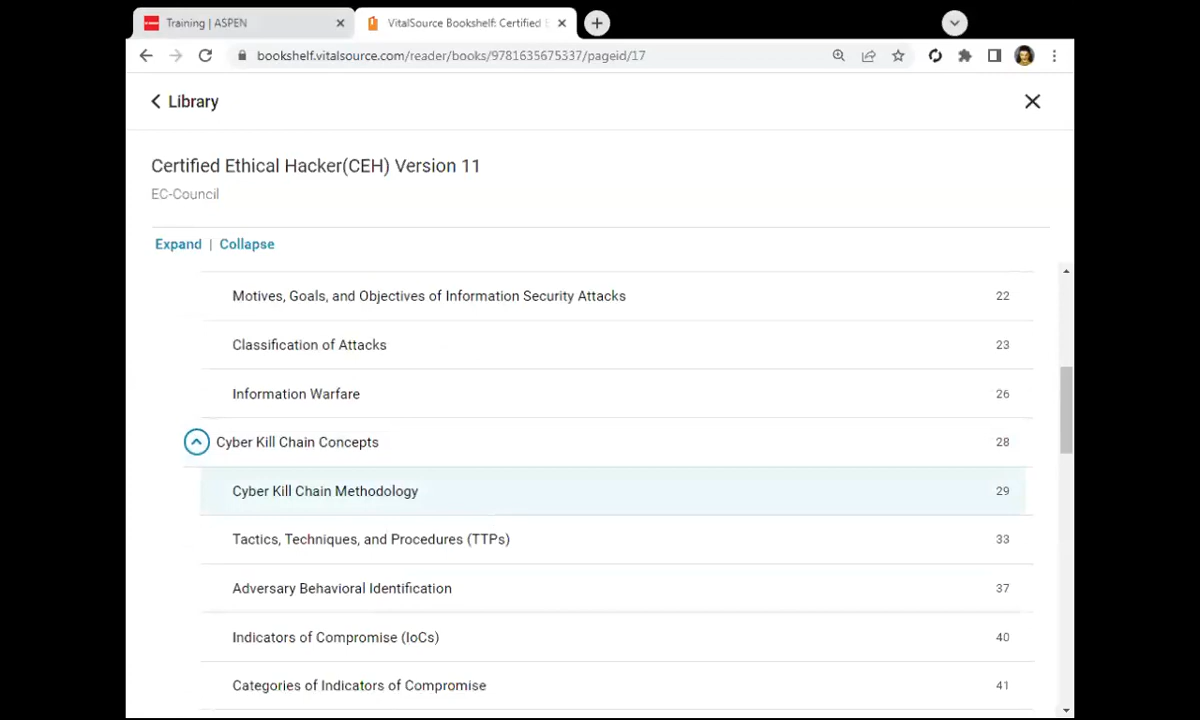 Training | ASPEN
VitalSource Bookshelf: Certified E
bookshelf.vitalsource.com/reader/books/9781635675337/pageid/17
Library
Certified Ethical Hacker(CEH) Version 11
EC-Council
Expand | Collapse
Motives, Goals, and Objectives of Information Security Attacks 22
Classification of Attacks 23
Information Warfare 26
Cyber Kill Chain Concepts 28
Cyber Kill Chain Methodology 29
Tactics, Techniques, and Procedures (TTPs) 33
Adversary Behavioral Identification 37
Indicators of Compromise (IoCs) 40
Categories of Indicators of Compromise 41